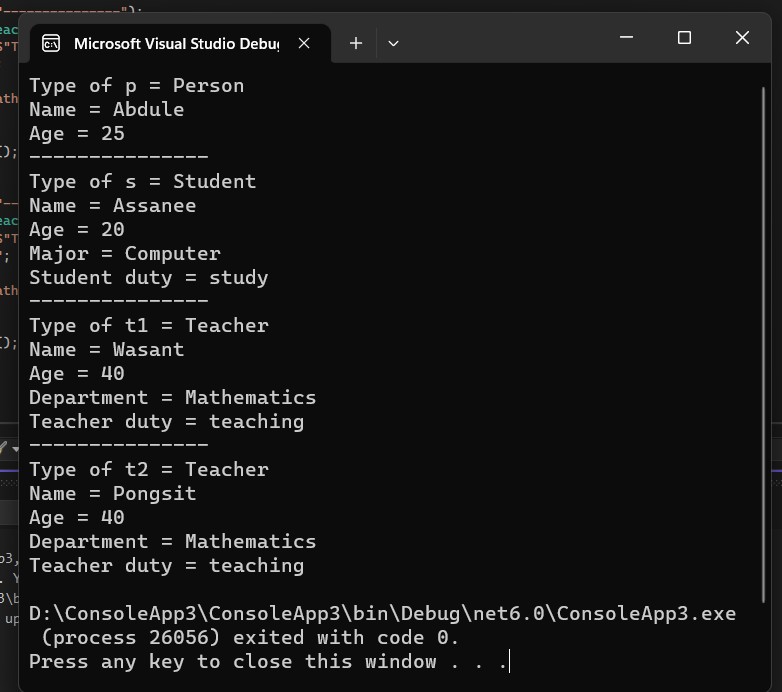 Microsoft Visual Studio Debu
Type of p = Person
Name = Abdule
Age = 25
---------------
Type of s = Student
Name = Assanee
Age = 20
Major = Computer
Student duty = study
---------------
Type of t1 = Teacher
Name = Wasant
Age = 40
Department = Mathematics
Teacher duty = teaching
---------------
Type of t2 = Teacher
Name = Pongsit
Age = 40
Department = Mathematics
Teacher duty = teaching
D:\ConsoleApp3\ConsoleApp3\bin\Debug\net6.0\ConsoleApp3.exe
(process 26056) exited with code 0.
Press any key to close this window . . .